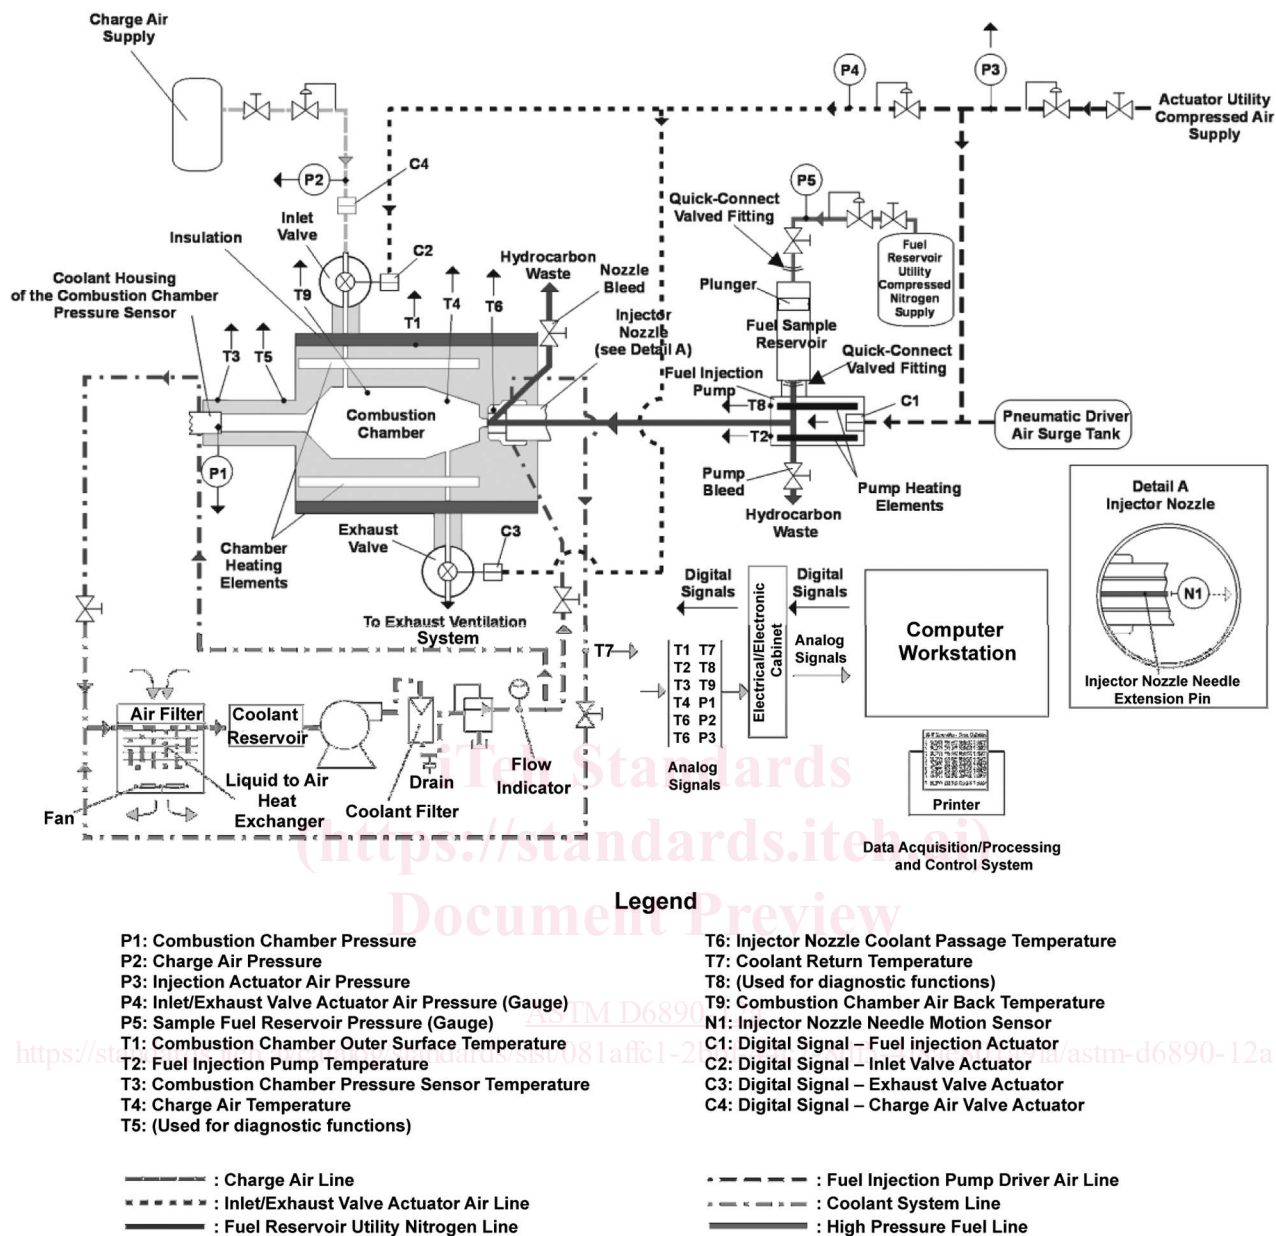 Charge Air
Supply
P4
P3
Actuator Utility
Compressed Air
Supply
P2
C4
P5
Quick-Connect
Valved Fitting
Inlet
Valve
Insulation
C2
Hydrocarbon
Waste
Nozzle
Bleed
Fuel
Reservoir
Utility
Compressed
Nitrogen
Supply
Coolant Housing
of the Combustion Chamber
Pressure Sensor
T9
T4
T6
T1
Plunger
Injector
Nozzle
(see Detail A)
Fuel Sample
Reservoir
T3
T5
Quick-Connect
Valved Fitting
Fuel Injection
Pump
T8
C1
Combustion
Chamber
Pneumatic Driver
Air Surge Tank
T2
P1
Pump
Bleed
Pump Heating
Elements
Hydrocarbon
Waste
Detail A
Injector Nozzle
N1
Injector Nozzle Needle
Extension Pin
Exhaust
Valve
C3
Chamber
Heating
Elements
To Exhaust Ventilation
System
Digital
Signals
Digital
Signals
Electrical/Electronic
Cabinet
Analog
Signals
Computer
Workstation
T7
T1 T7
T2 T8
T3 T9
T4 P1
T6 P2
T6 P3
Analog
Signals
Air Filter
Coolant
Reservoir
Liquid to Air
Heat
Exchanger
Fan
Drain
Coolant Filter
Flow
Indicator
Printer
Data Acquisition/Processing
and Control System
iTeh Standards
(https://standards.iteh.ai)
Document Preview
Legend
P1: Combustion Chamber Pressure
P2: Charge Air Pressure
P3: Injection Actuator Air Pressure
P4: Inlet/Exhaust Valve Actuator Air Pressure (Gauge)
P5: Sample Fuel Reservoir Pressure (Gauge)
T1: Combustion Chamber Outer Surface Temperature
T2: Fuel Injection Pump Temperature
T3: Combustion Chamber Pressure Sensor Temperature
T4: Charge Air Temperature
T5: (Used for diagnostic functions)
T6: Injector Nozzle Coolant Passage Temperature
T7: Coolant Return Temperature
T8: (Used for diagnostic functions)
T9: Combustion Chamber Air Back Temperature
N1: Injector Nozzle Needle Motion Sensor
C1: Digital Signal – Fuel injection Actuator
C2: Digital Signal – Inlet Valve Actuator
C3: Digital Signal – Exhaust Valve Actuator
C4: Digital Signal – Charge Air Valve Actuator
ASTM D6890-12a
: Charge Air Line
: Inlet/Exhaust Valve Actuator Air Line
: Fuel Reservoir Utility Nitrogen Line
: Fuel Injection Pump Driver Air Line
: Coolant System Line
: High Pressure Fuel Line